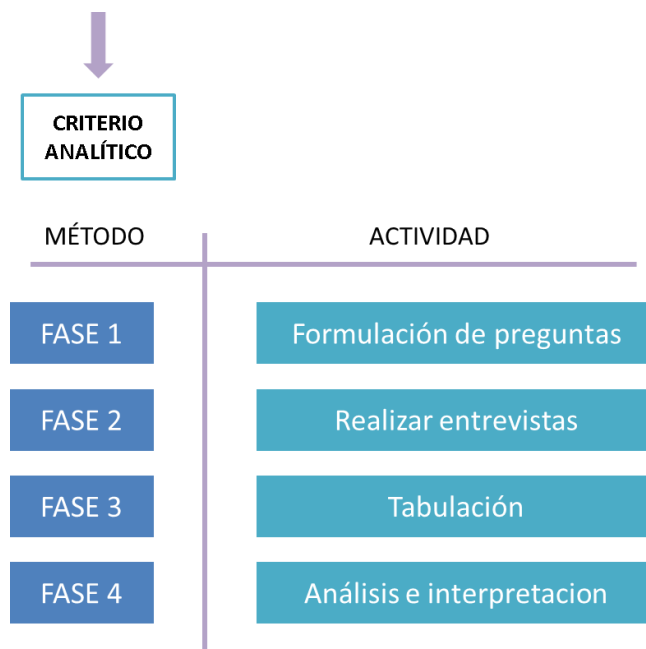 CRITERIO
ANALÍTICO
MÉTODO
ACTIVIDAD
FASE 1
Formulación de preguntas
FASE 2
Realizar entrevistas
FASE 3
Tabulación
FASE 4
Análisis e interpretacion